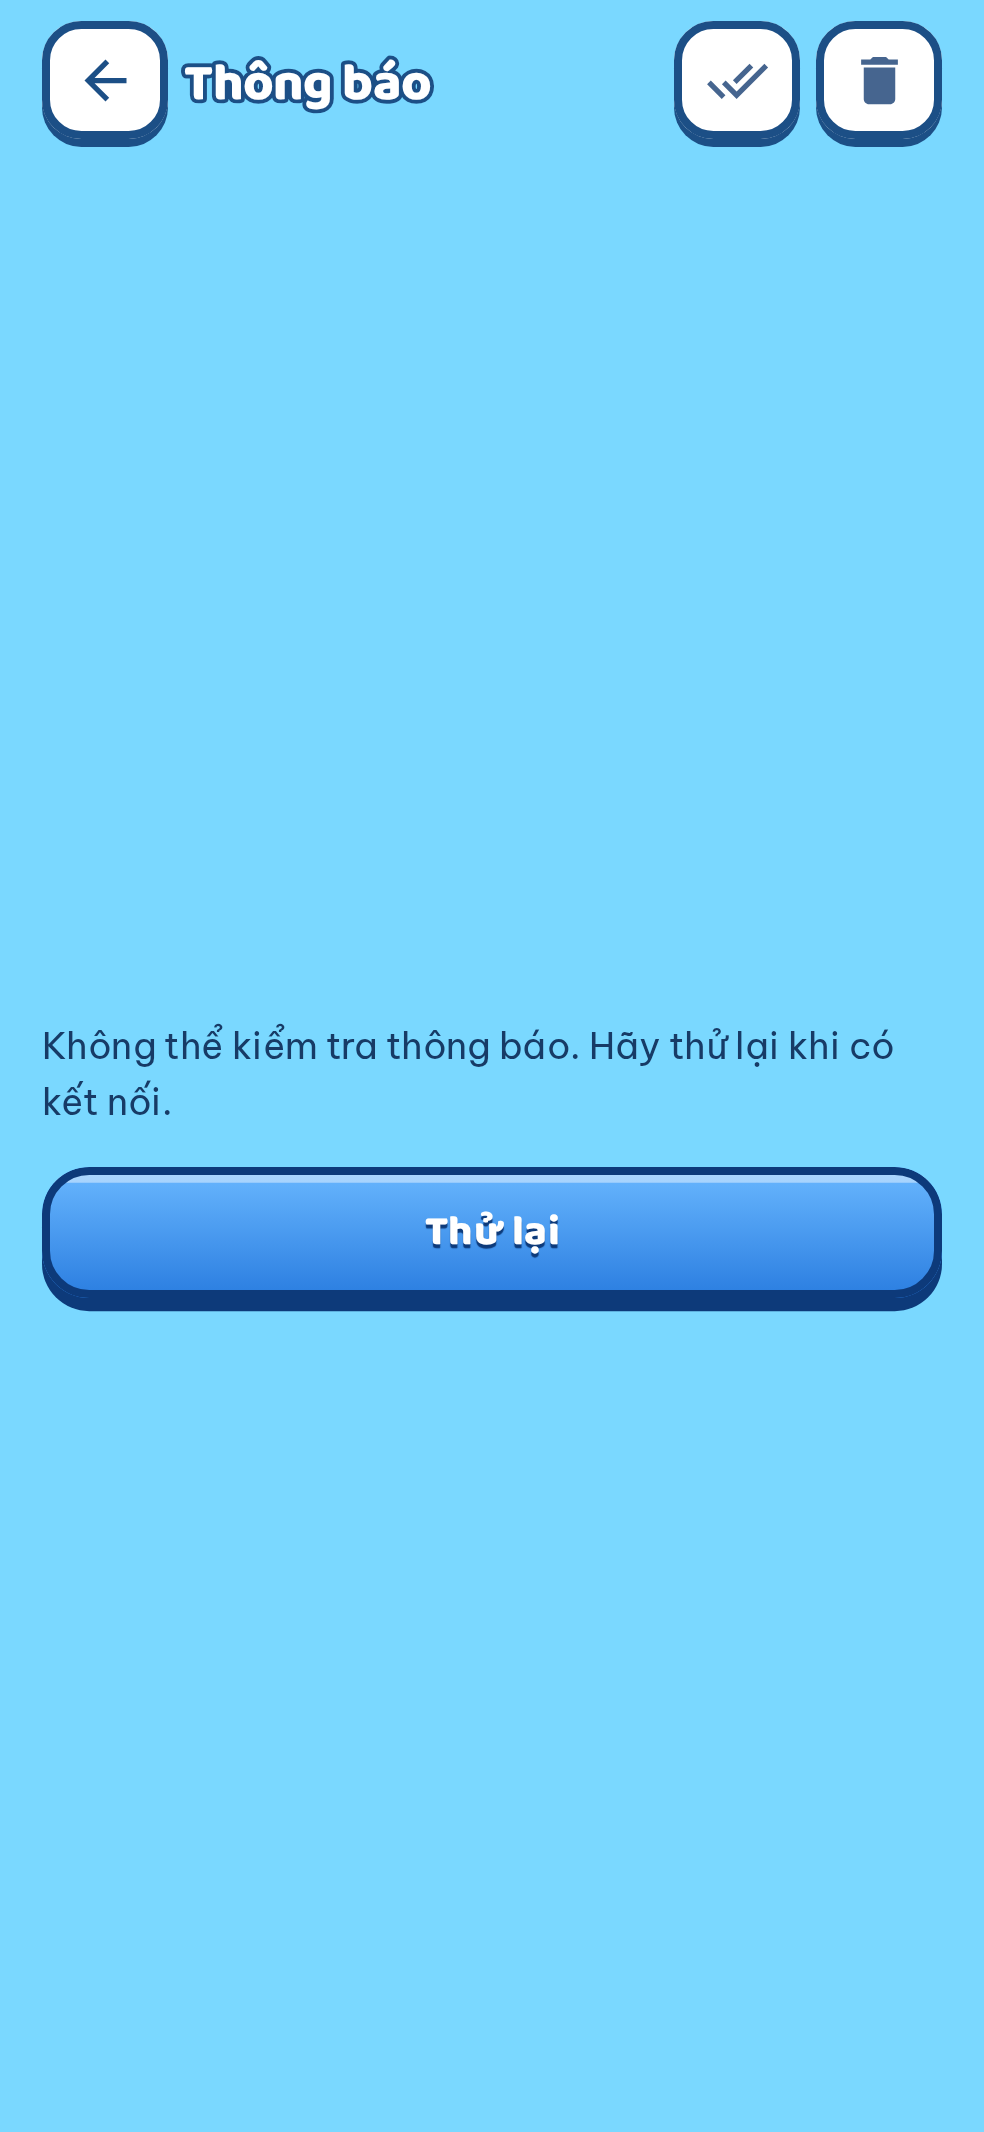 Thông báo
Không thể kiểm tra thông báo. Hãy thử lại khi có
kết nối.
Thử lại